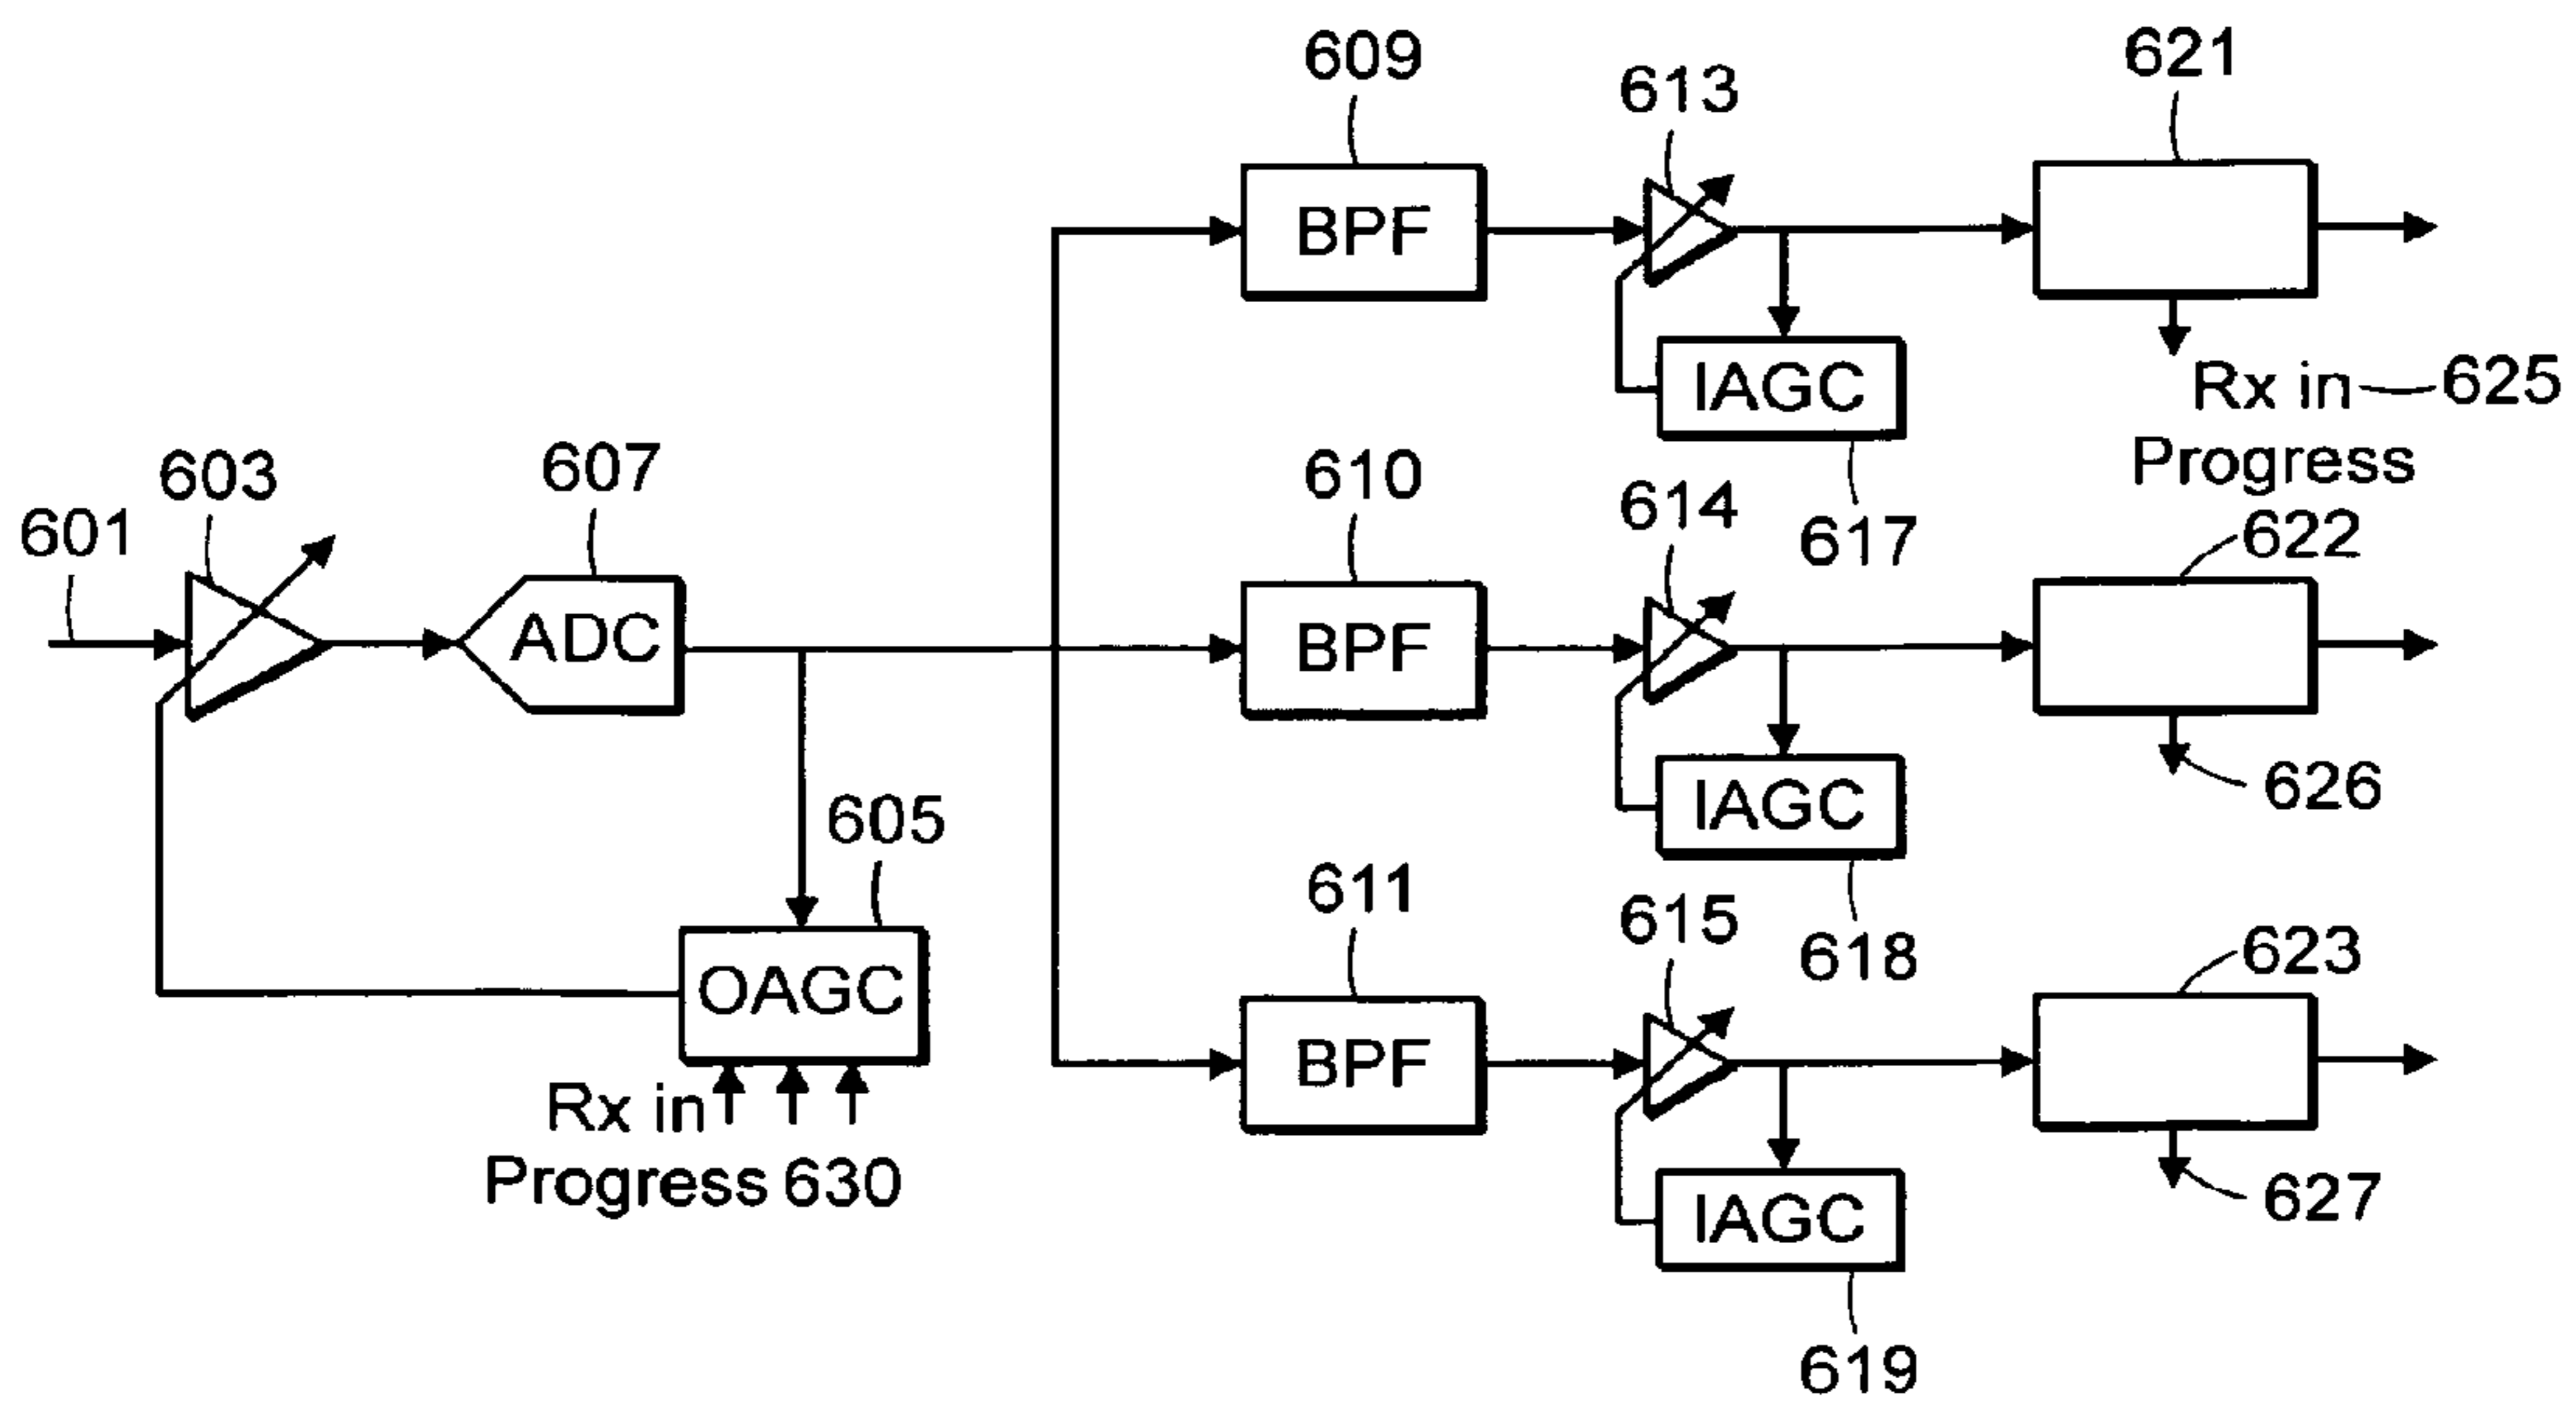 609
613
621
BPF
IAGC
Rx in 625
Progress
617
601
603
607
ADC
610
614
622
BPF
IAGC
626
618
605
OAGC
Rx in
Progress 630
611
615
623
BPF
IAGC
627
619